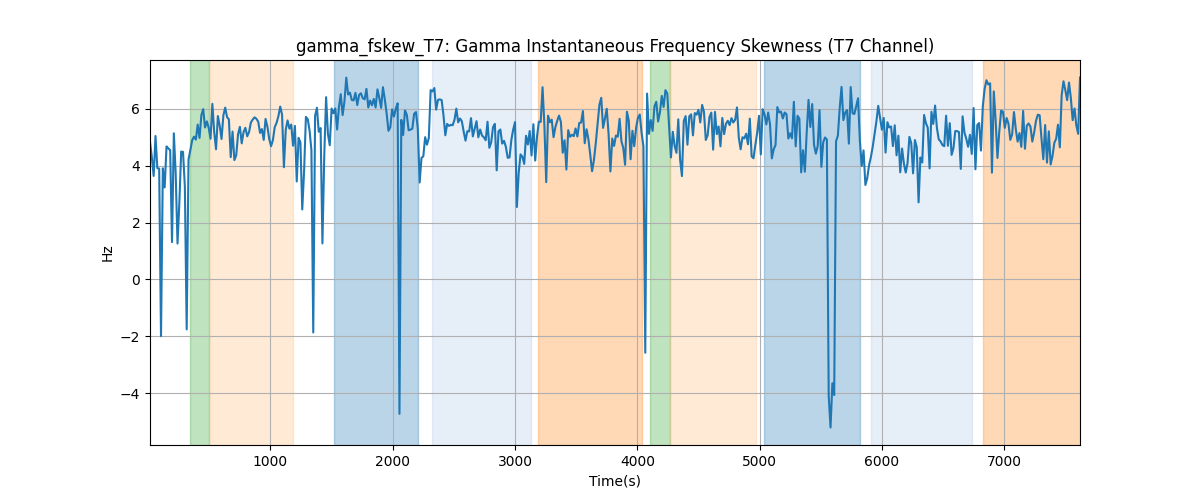 gamma_fskew_T7: Gamma Instantaneous Frequency Skewness (T7 Channel)
6
4
2
0
−2
−4
Hz
1000 2000 3000 4000 5000 6000 7000
Time(s)